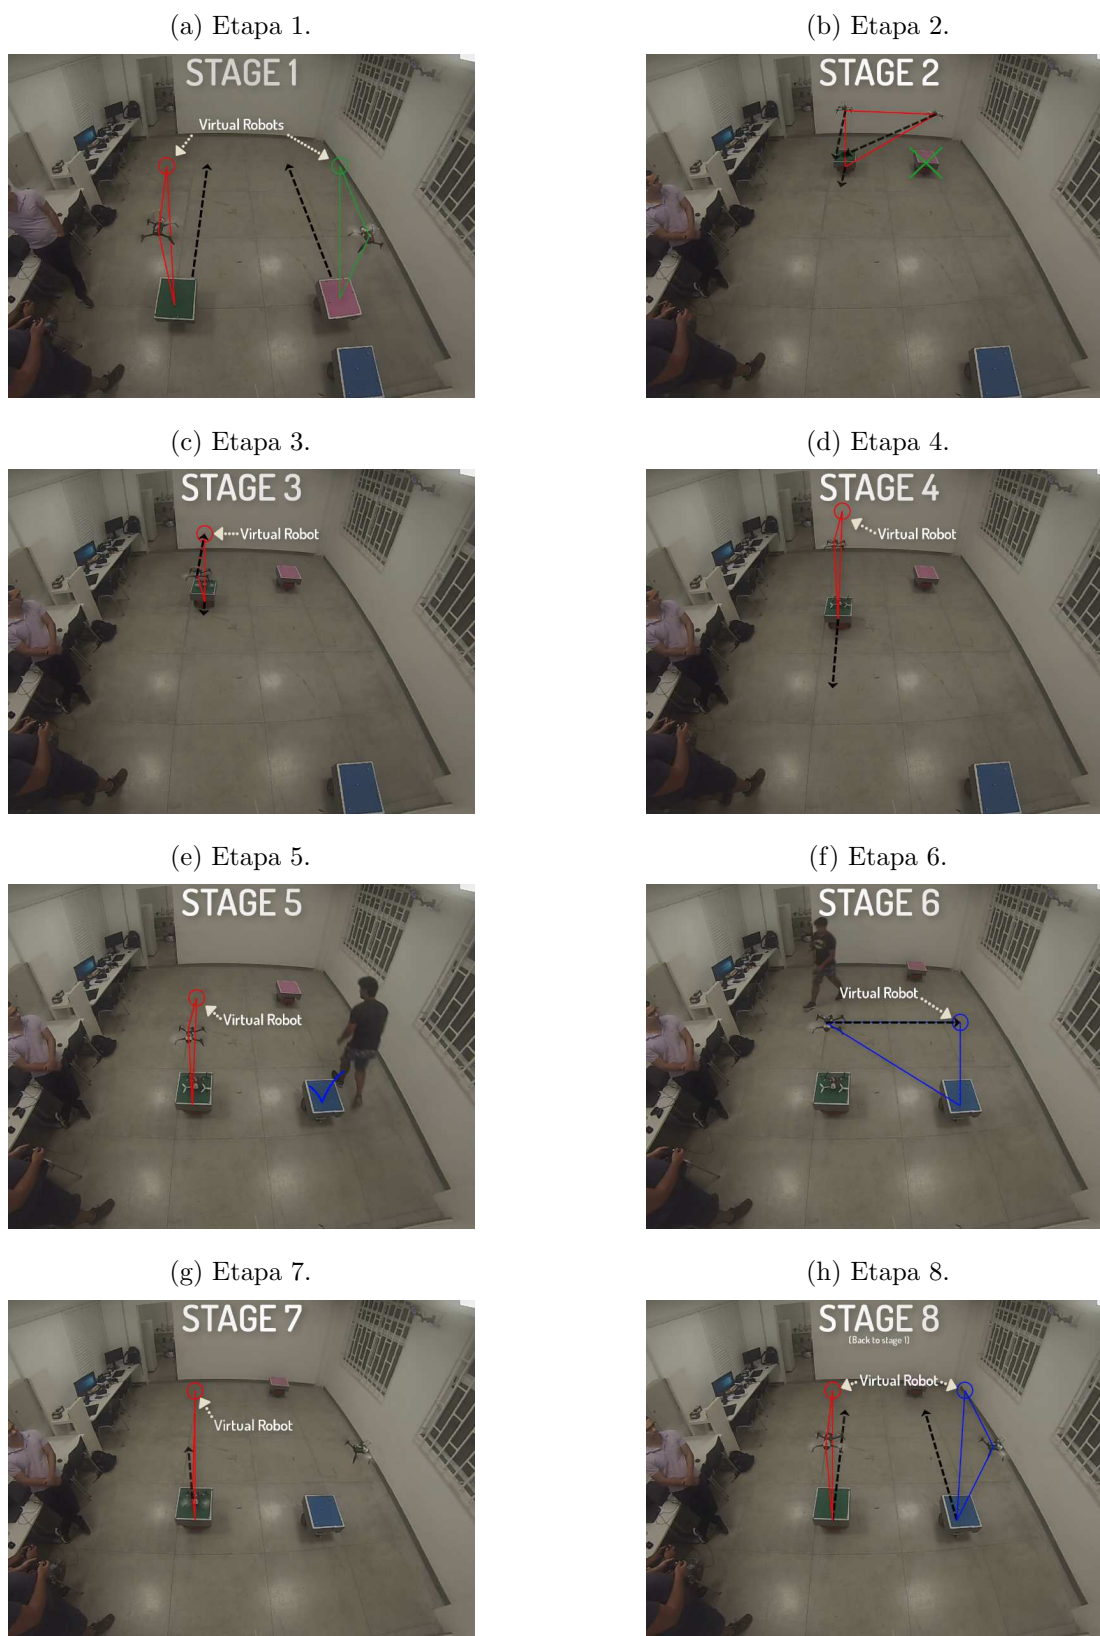 (a) Etapa 1.
STAGE 1
Virtual Robots
(b) Etapa 2.
STAGE 2
(c) Etapa 3.
STAGE 3
Virtual Robot
(d) Etapa 4.
STAGE 4
Virtual Robot
(e) Etapa 5.
STAGE 5
Virtual Robot
(f) Etapa 6.
STAGE 6
Virtual Robot
(g) Etapa 7.
STAGE 7
Virtual Robot
(h) Etapa 8.
STAGE 8
(Back to stage 1)
Virtual Robot